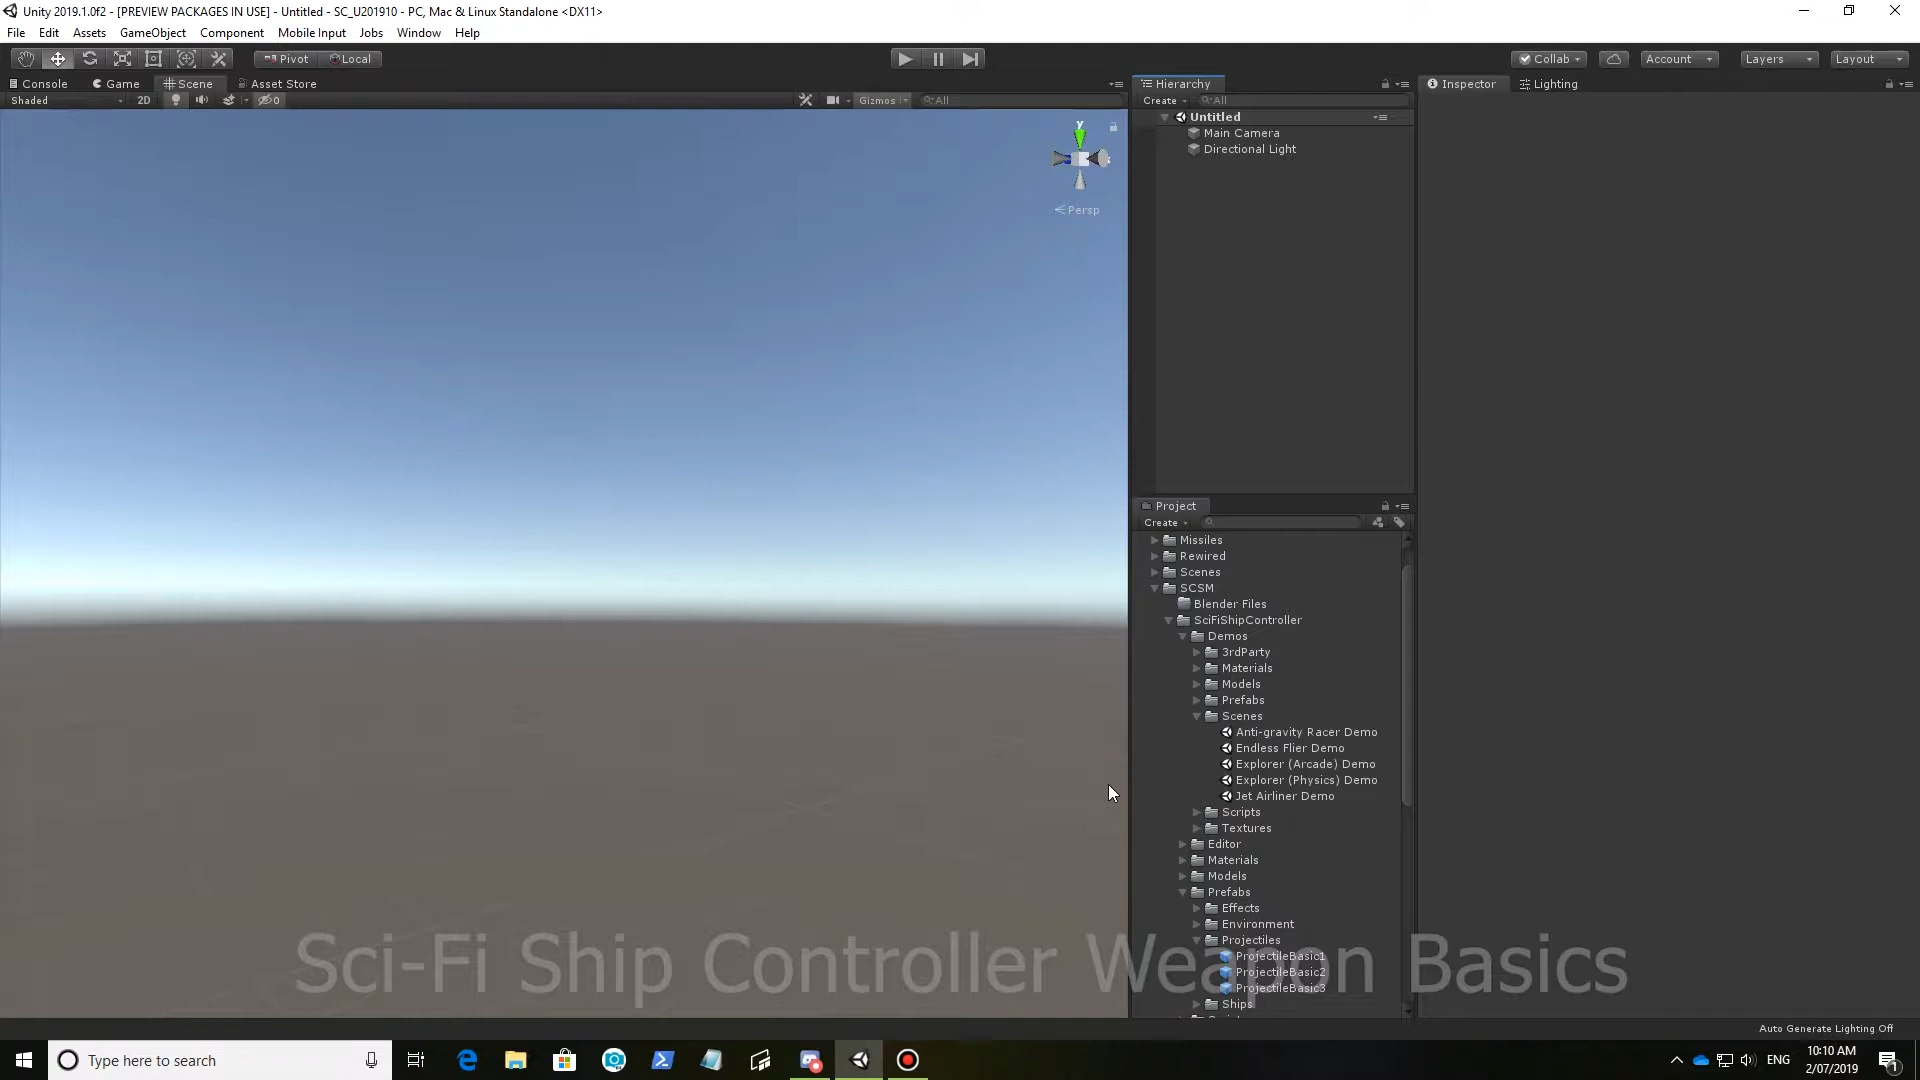 Unity 2019.1.0f2 - [PREVIEW PACKAGES IN USE] - Untitled - SC_U201910 - PC, Mac & Linux Standalone <DX11>
File Edit Assets GameObject Component Mobile Input Jobs Window Help
Pivot Local Collab Account Layers Layout
Console Game Scene Asset Store Hierarchy Inspector Lighting
Shaded 2D 0 Gizmos All Create All
Untitled
Main Camera
Directional Light
y
Persp
Project
Create
Missiles
Rewired
Scenes
SCSM
Blender Files
SciFiShipController
Demos
3rdParty
Materials
Models
Prefabs
Scenes
Anti-gravity Racer Demo
Endless Flier Demo
Explorer (Arcade) Demo
Explorer (Physics) Demo
Jet Airliner Demo
Scripts
Textures
Editor
Materials
Models
Prefabs
Effects
Environment
Projectiles
ProjectileBasic1
ProjectileBasic2
ProjectileBasic3
Ships
Sci-Fi Ship Controller Weapon Basics
Auto Generate Lighting Off
Type here to search
ENG
10:10 AM
2/07/2019
1